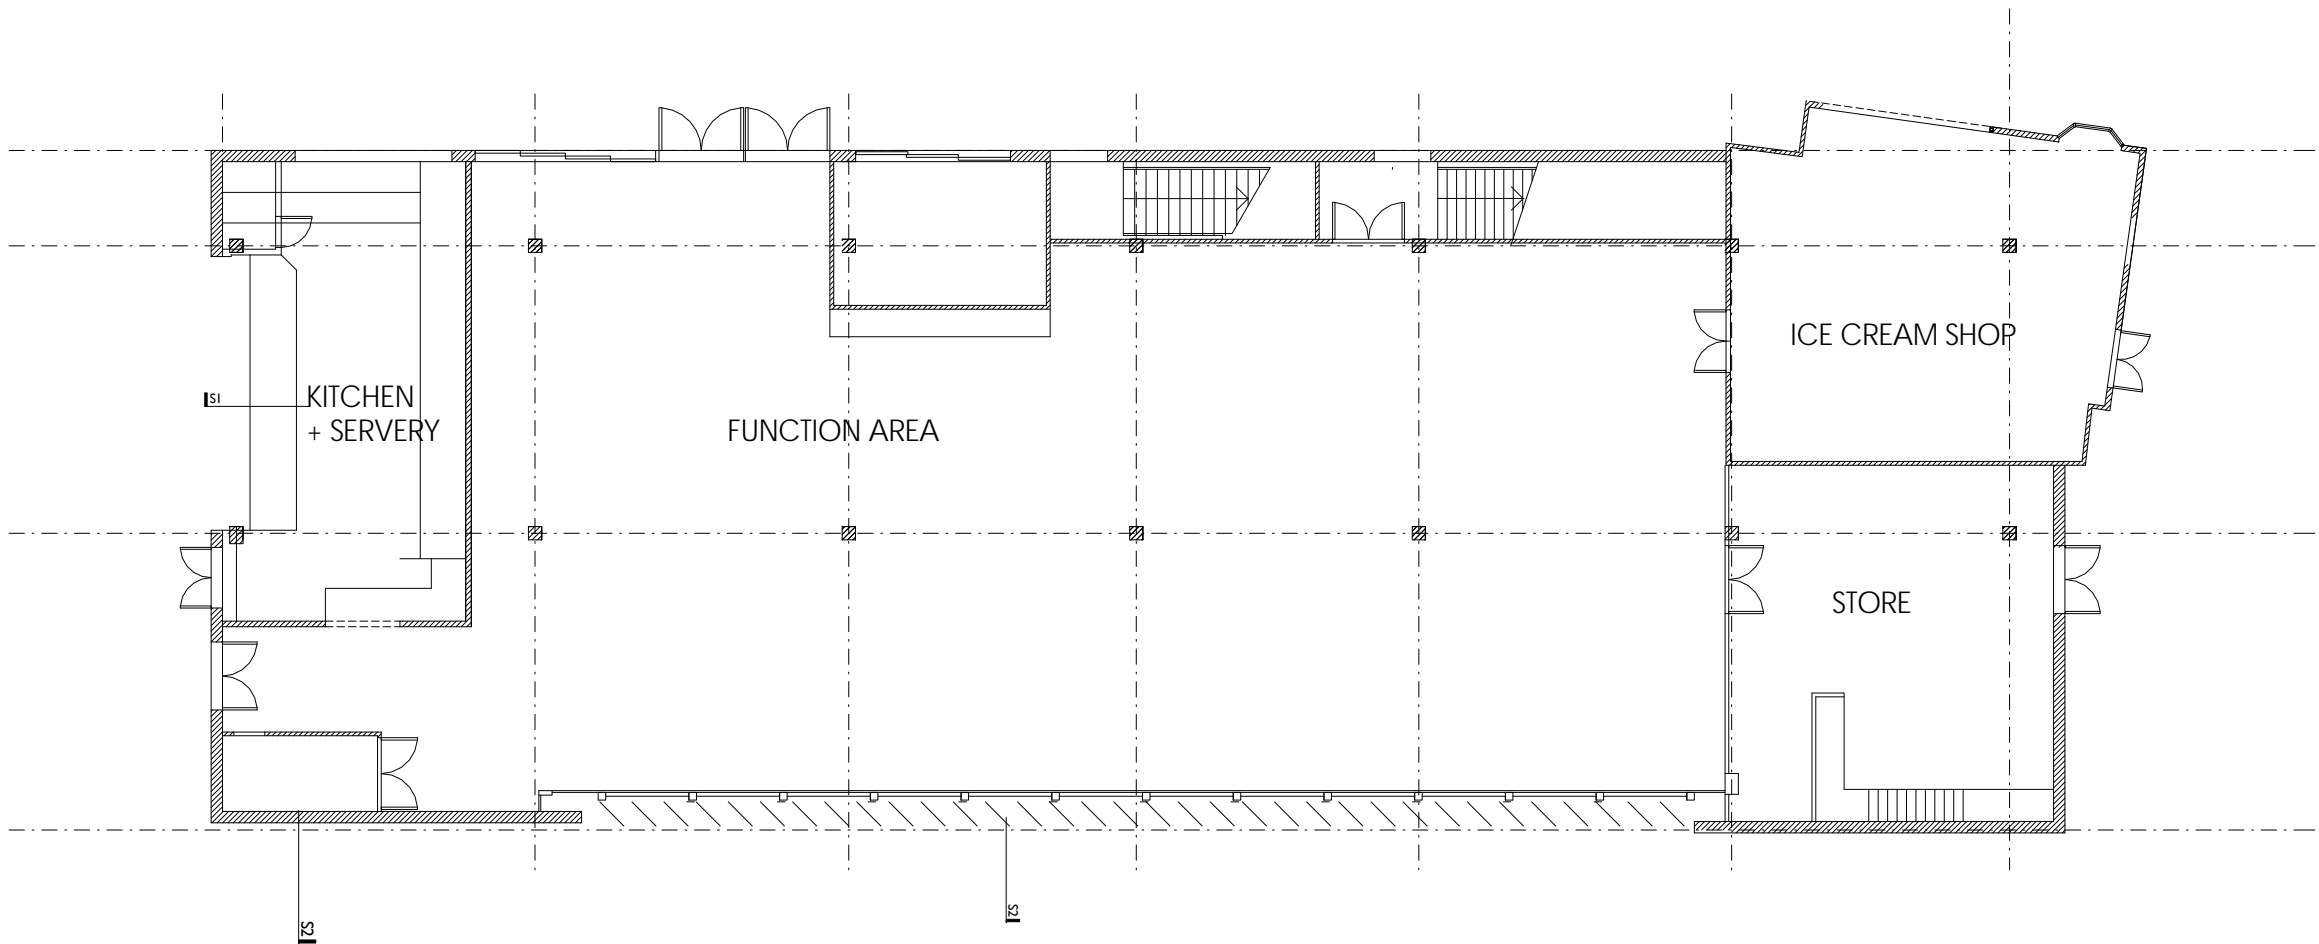 ICE CREAM SHOP
S1
KITCHEN
+ SERVERY
FUNCTION AREA
STORE
S2
S2